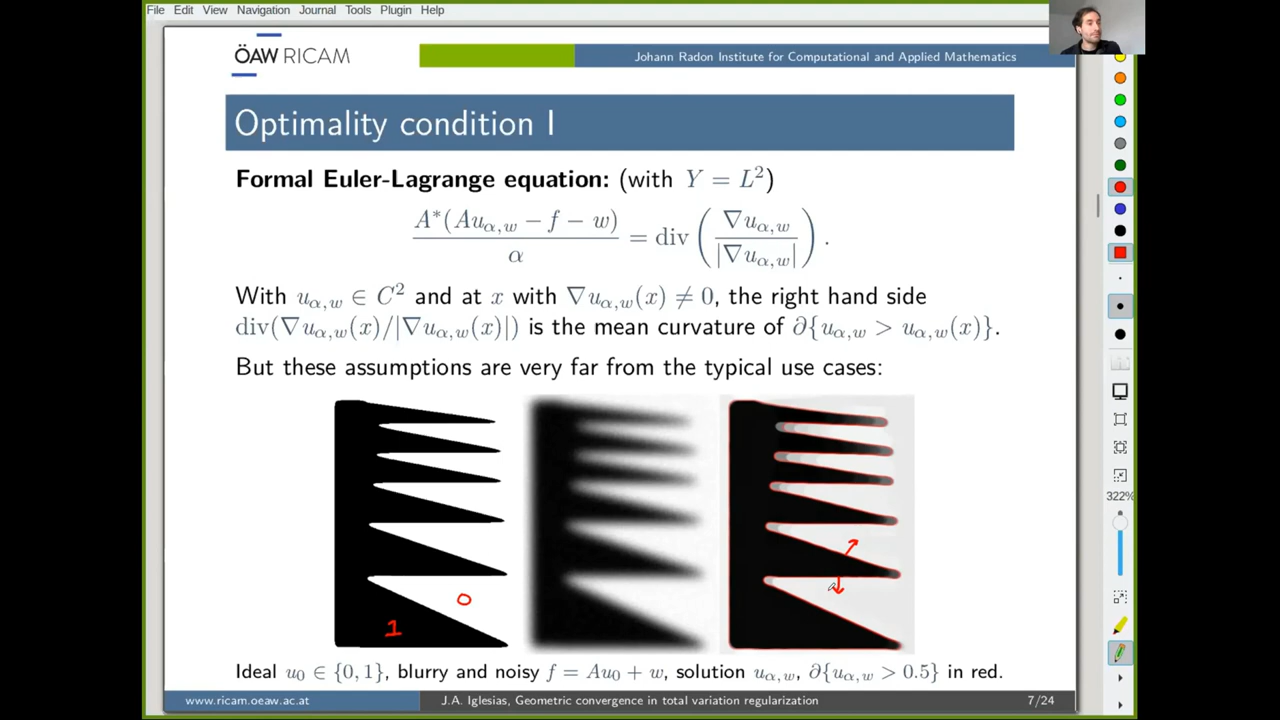 File Edit View Navigation Journal Tools Plugin Help
ÖAW RICAM
Johann Radon Institute for Computational and Applied Mathematics
Optimality condition I
Formal Euler-Lagrange equation: (with Y = L²)
A*(Au_{α,w} − f − w) / α = div (∇u_{α,w} / |∇u_{α,w}|) .
With u_{α,w} ∈ C² and at x with ∇u_{α,w}(x) ≠ 0, the right hand side
div(∇u_{α,w}(x)/|∇u_{α,w}(x)|) is the mean curvature of ∂{u_{α,w} > u_{α,w}(x)}.
But these assumptions are very far from the typical use cases:
0
1
322%
Ideal u₀ ∈ {0, 1}, blurry and noisy f = Au₀ + w, solution u_{α,w}, ∂{u_{α,w} > 0.5} in red.
www.ricam.oeaw.ac.at J.A. Iglesias, Geometric convergence in total variation regularization 7/24